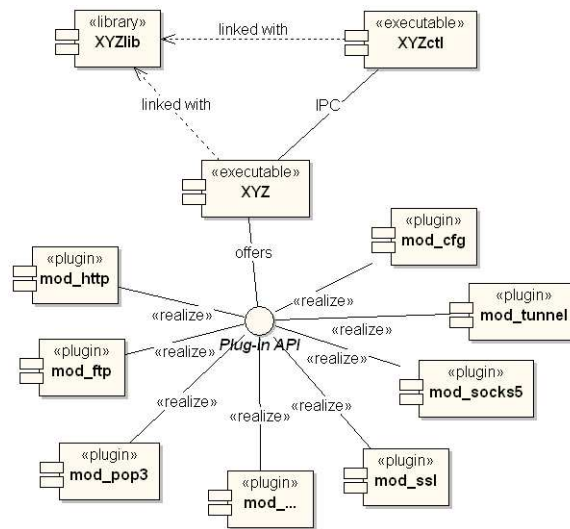 «library»
XYZlib
linked with
«executable»
XYZctl
linked with
IPC
«executable»
XYZ
offers
«plugin»
mod_cfg
«plugin»
mod_http
«realize»
«realize»
«plugin»
mod_tunnel
«realize»
Plug-in API
«plugin»
mod_ftp
«realize»
«realize»
«plugin»
mod_socks5
«realize»
«realize»
«realize»
«plugin»
mod_pop3
«plugin»
mod_...
«plugin»
mod_ssl